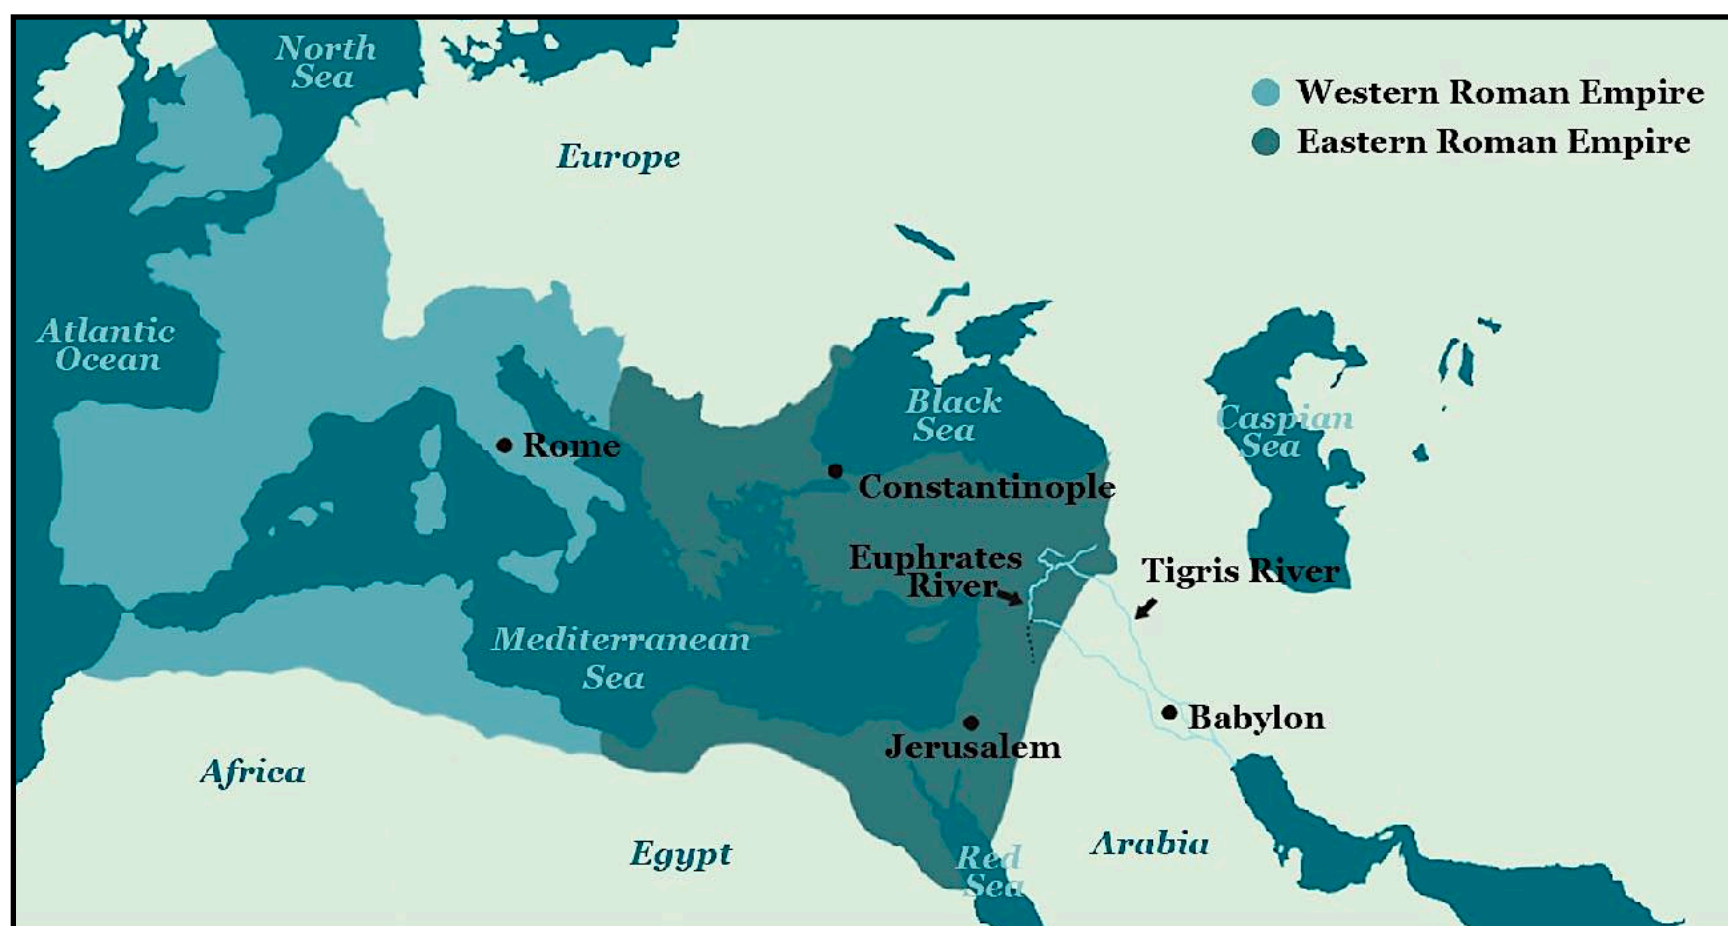 North
Sea
Western Roman Empire
Eastern Roman Empire
Europe
Atlantic
Ocean
Black
Sea
Caspian
Sea
Rome
Constantinople
Euphrates
River
Tigris River
Mediterranean
Sea
Babylon
Jerusalem
Africa
Egypt
Arabia
Red
Sea